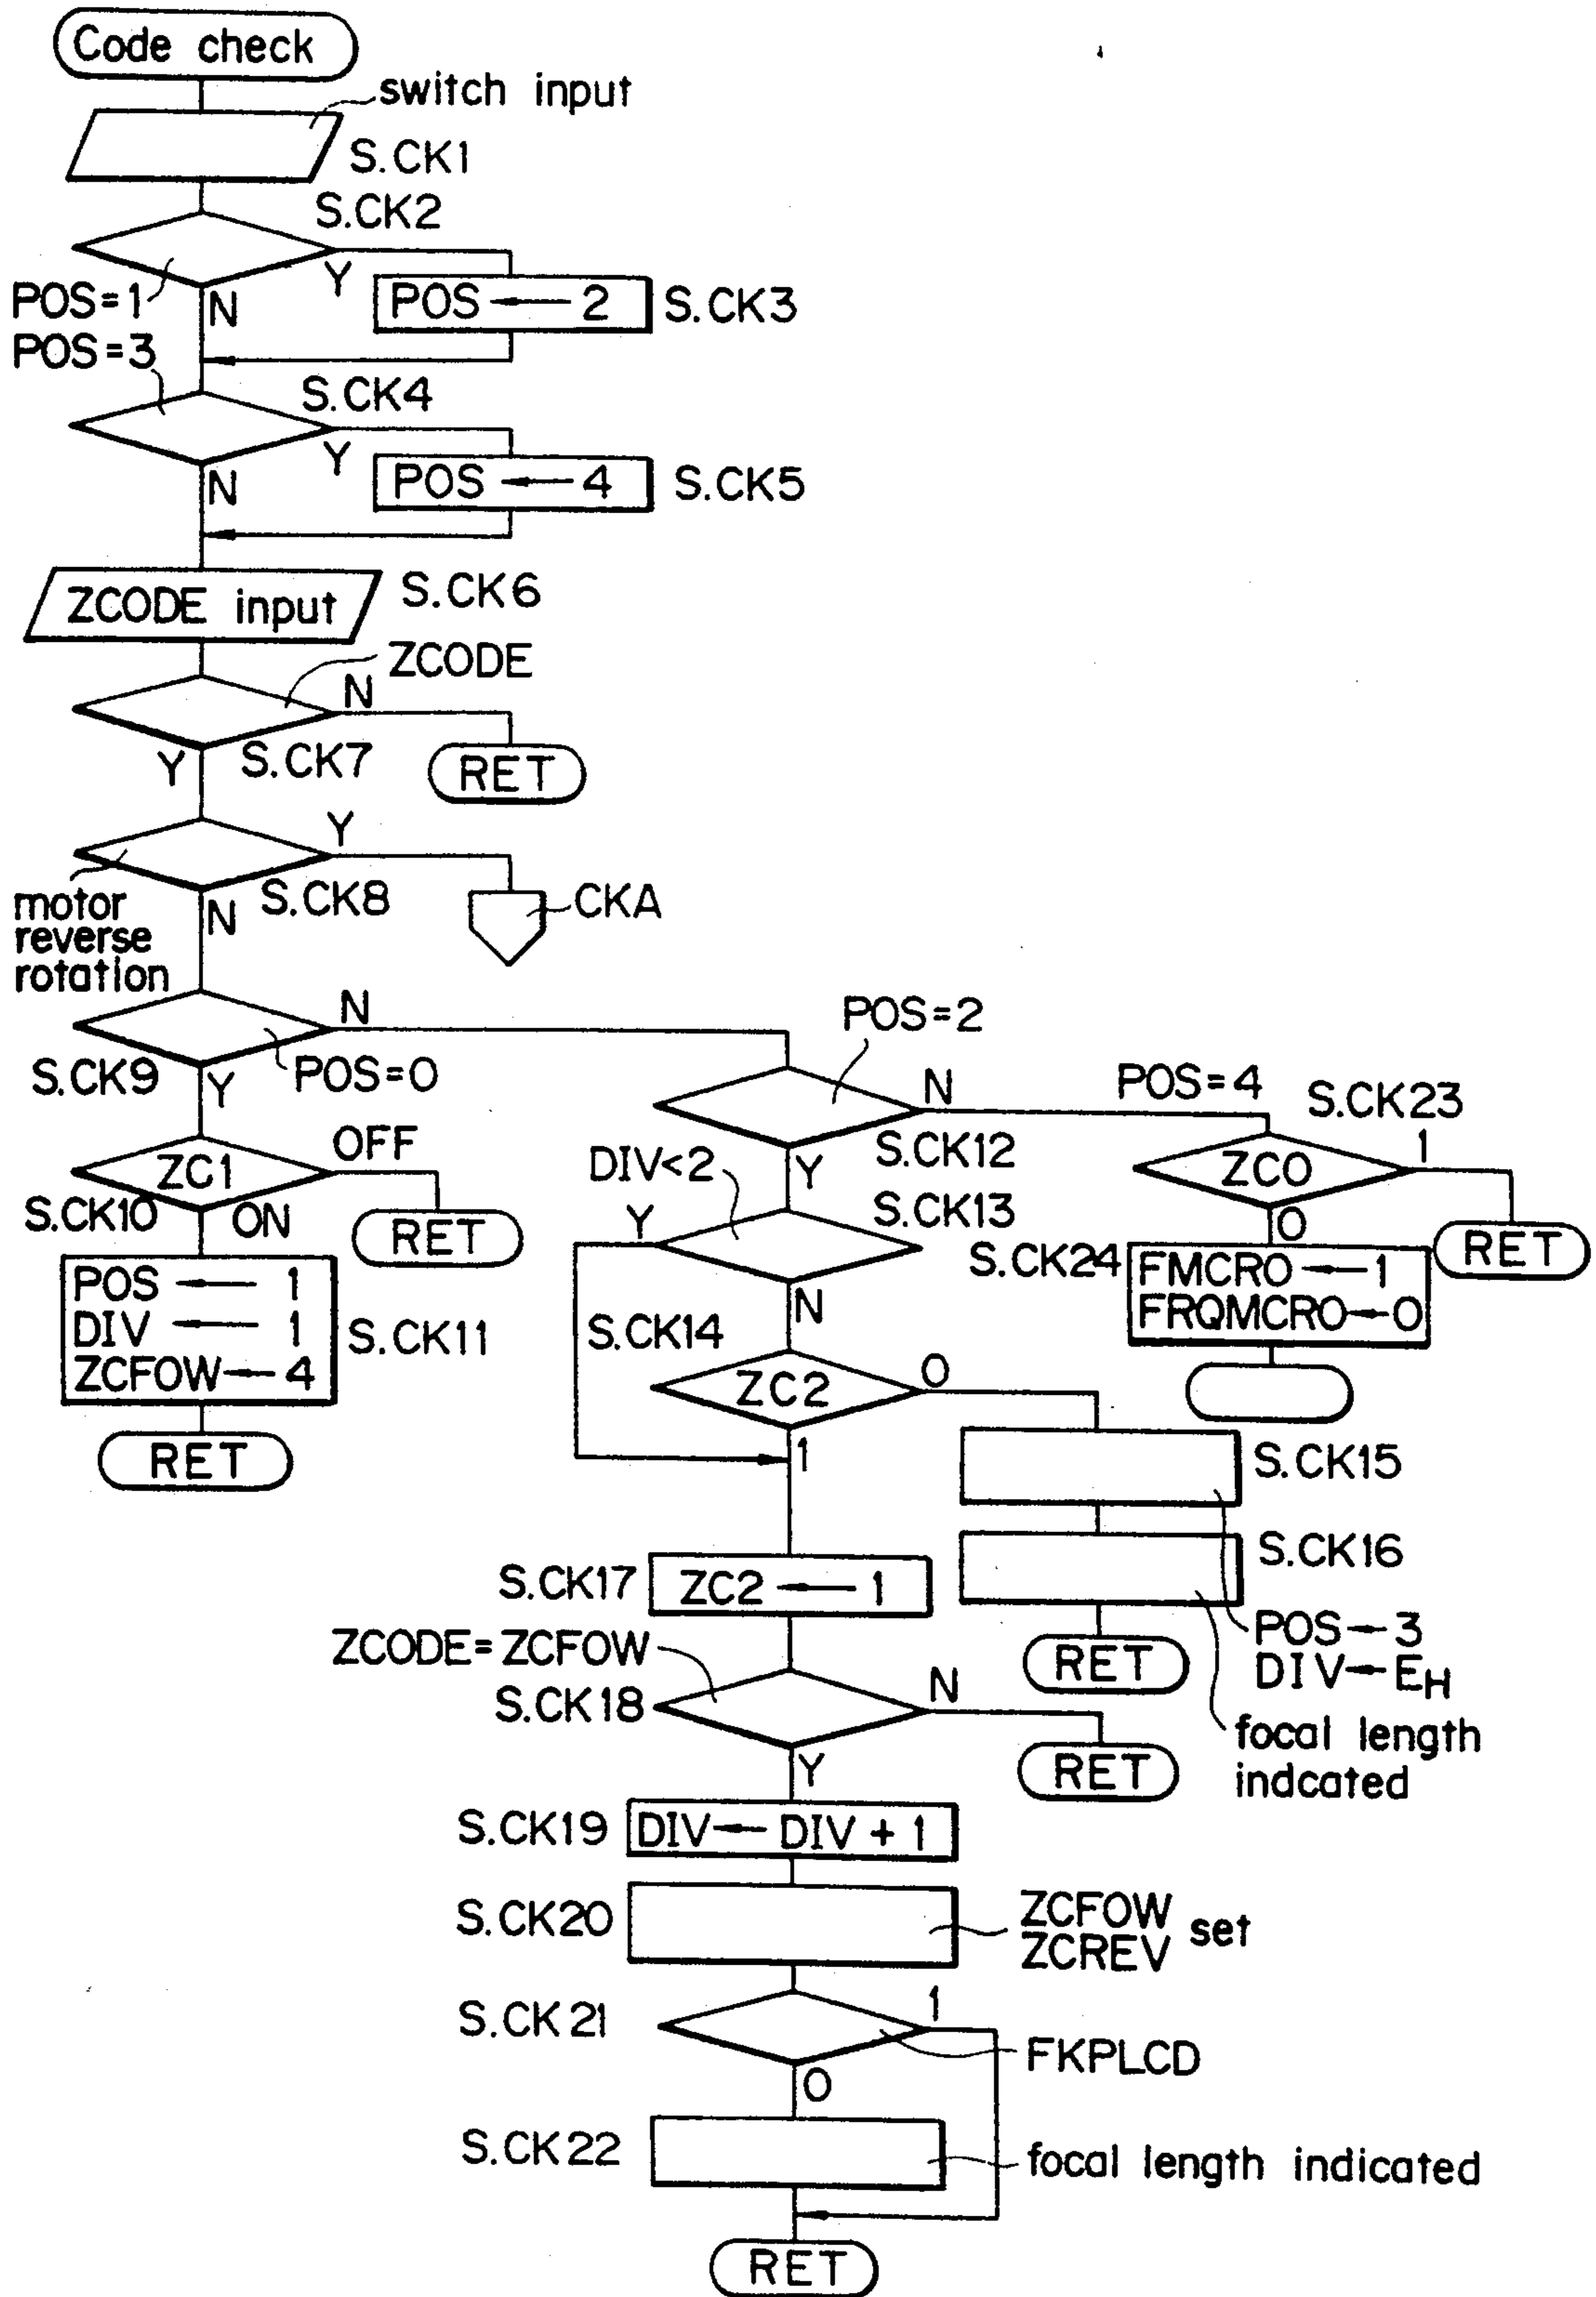 Code check
switch input
S.CK1
S.CK2
POS=1
Y
N
POS ← 2
S.CK3
POS=3
S.CK4
Y
N
POS ← 4
S.CK5
ZCODE input
S.CK6
ZCODE
N
Y
S.CK7
RET
Y
motor
reverse
rotation
S.CK8
N
CKA
N
S.CK9
Y
POS=0
ZC1
OFF
S.CK10
ON
RET
POS ← 1
DIV ← 1
ZCFOW ← 4
S.CK11
RET
POS=2
N
S.CK12
Y
POS=4
S.CK23
ZC0
1
0
RET
S.CK24
FMCRO ← 1
FRQMCRO ← 0
DIV<2
S.CK13
Y
N
S.CK14
ZC2
0
1
S.CK15
S.CK16
POS ← 3
DIV ← EH
focal length
indcated
RET
S.CK17
ZC2 ← 1
ZCODE=ZCFOW
S.CK18
N
Y
RET
S.CK19
DIV ← DIV + 1
S.CK20
ZCFOW
ZCREV
set
S.CK21
1
FKPLCD
0
S.CK22
focal length indicated
RET